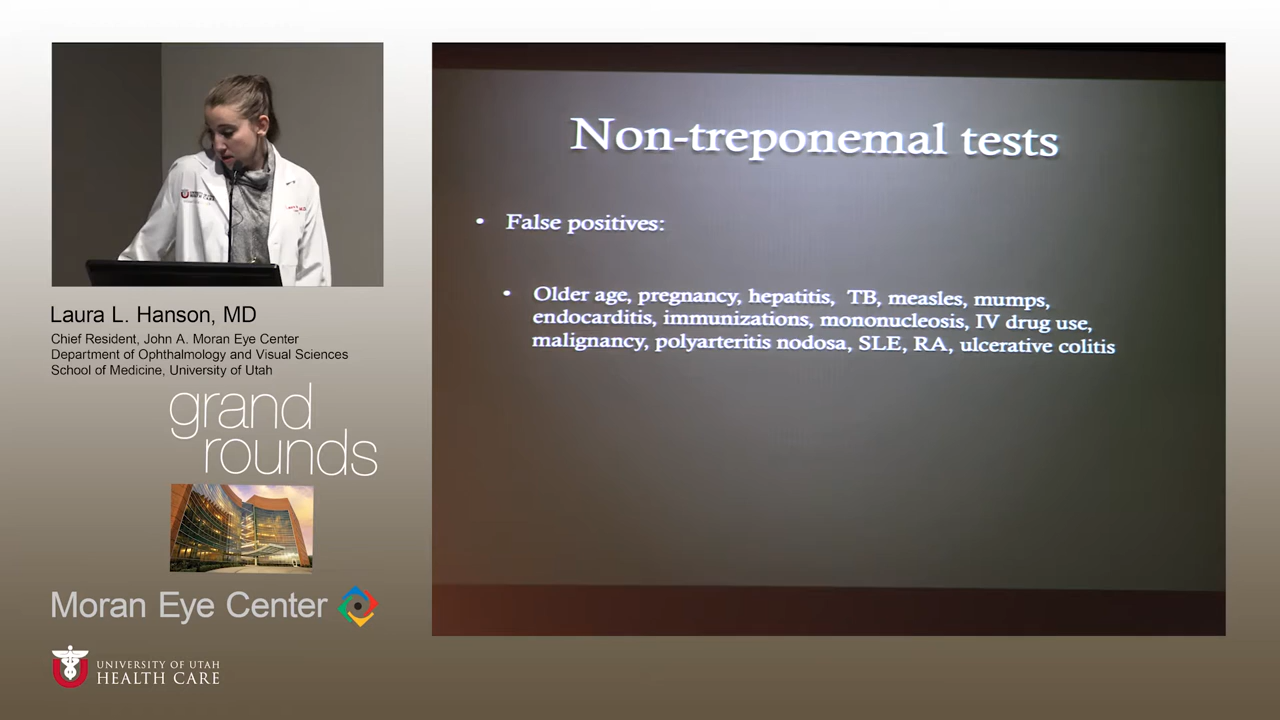 Non-treponemal tests
• False positives:
• Older age, pregnancy, hepatitis, TB, measles, mumps,
endocarditis, immunizations, mononucleosis, IV drug use,
malignancy, polyarteritis nodosa, SLE, RA, ulcerative colitis
Laura L. Hanson, MD
Chief Resident, John A. Moran Eye Center
Department of Ophthalmology and Visual Sciences
School of Medicine, University of Utah
grand
rounds
Moran Eye Center
UNIVERSITY OF UTAH
HEALTH CARE